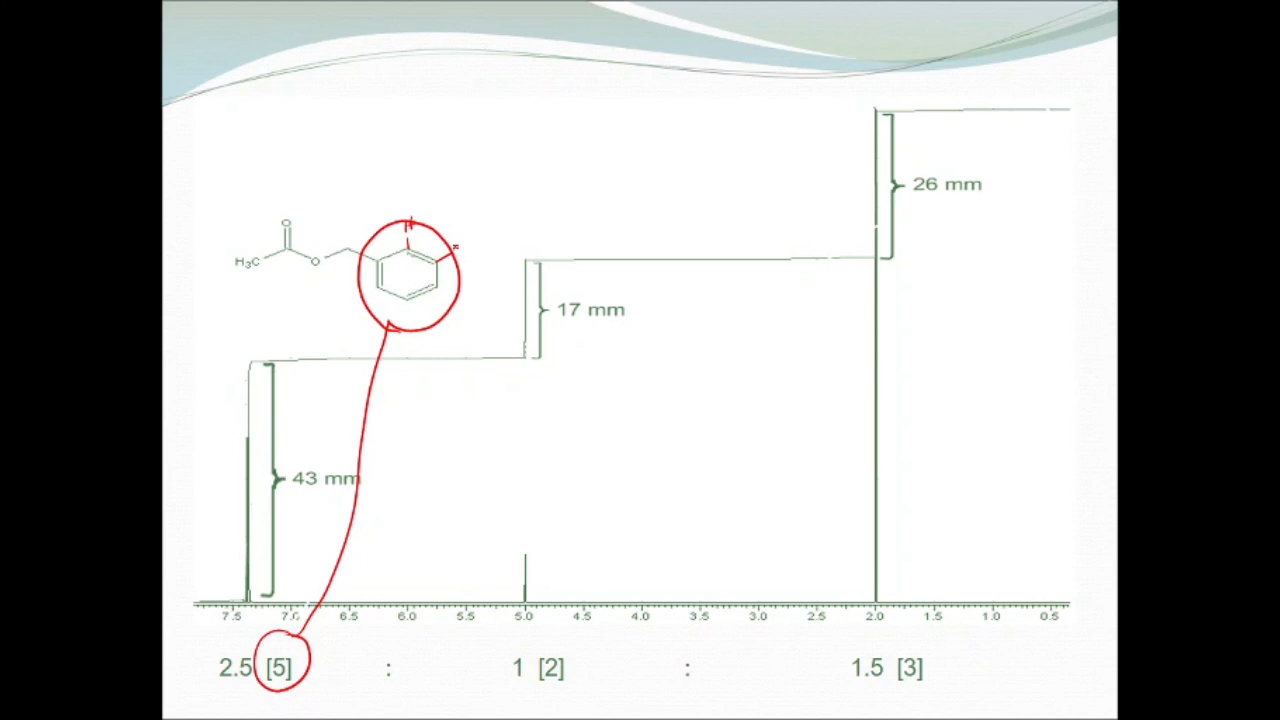 26 mm
O
H
H₃C
O
17 mm
43 mm
7.5 7.0 6.5 6.0 5.5 5.0 4.5 4.0 3.5 3.0 2.5 2.0 1.5 1.0 0.5
2.5 [5] : 1 [2] : 1.5 [3]